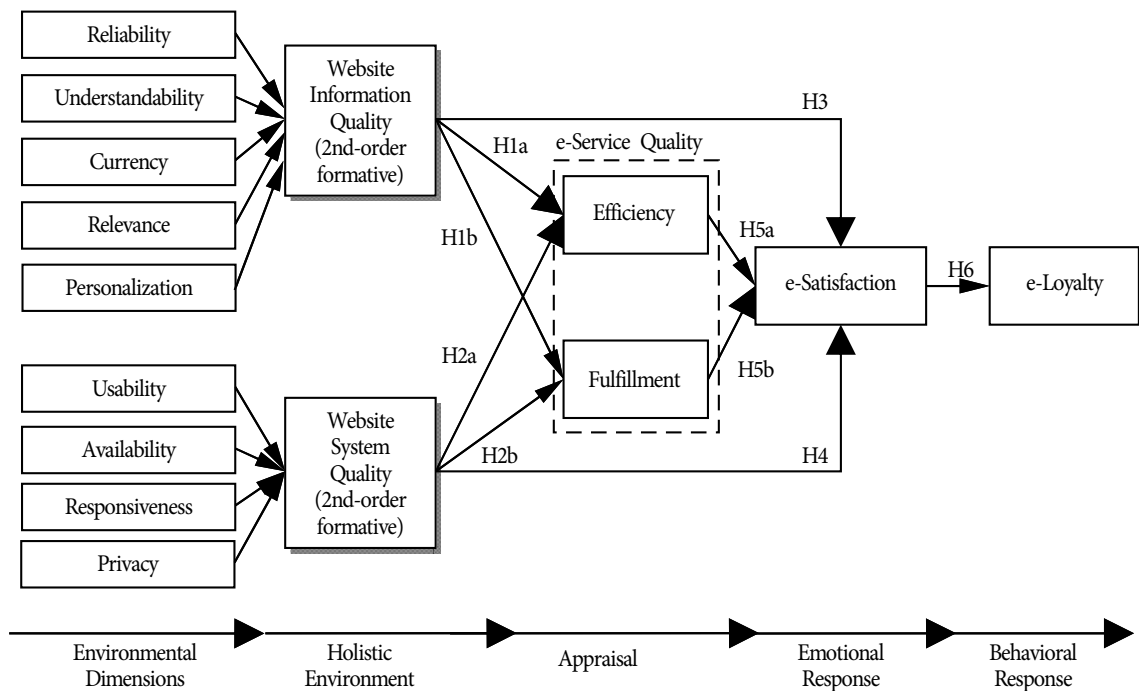 Reliability
Understandability
Currency
Relevance
Personalization
Usability
Availability
Responsiveness
Privacy
Website
Information
Quality
(2nd-order
formative)
Website
System
Quality
(2nd-order
formative)
H1a
H1b
H2a
H2b
e-Service Quality
Efficiency
Fulfillment
H3
H5a
H5b
H4
e-Satisfaction
H6
e-Loyalty
Environmental
Dimensions
Holistic
Environment
Appraisal
Emotional
Response
Behavioral
Response